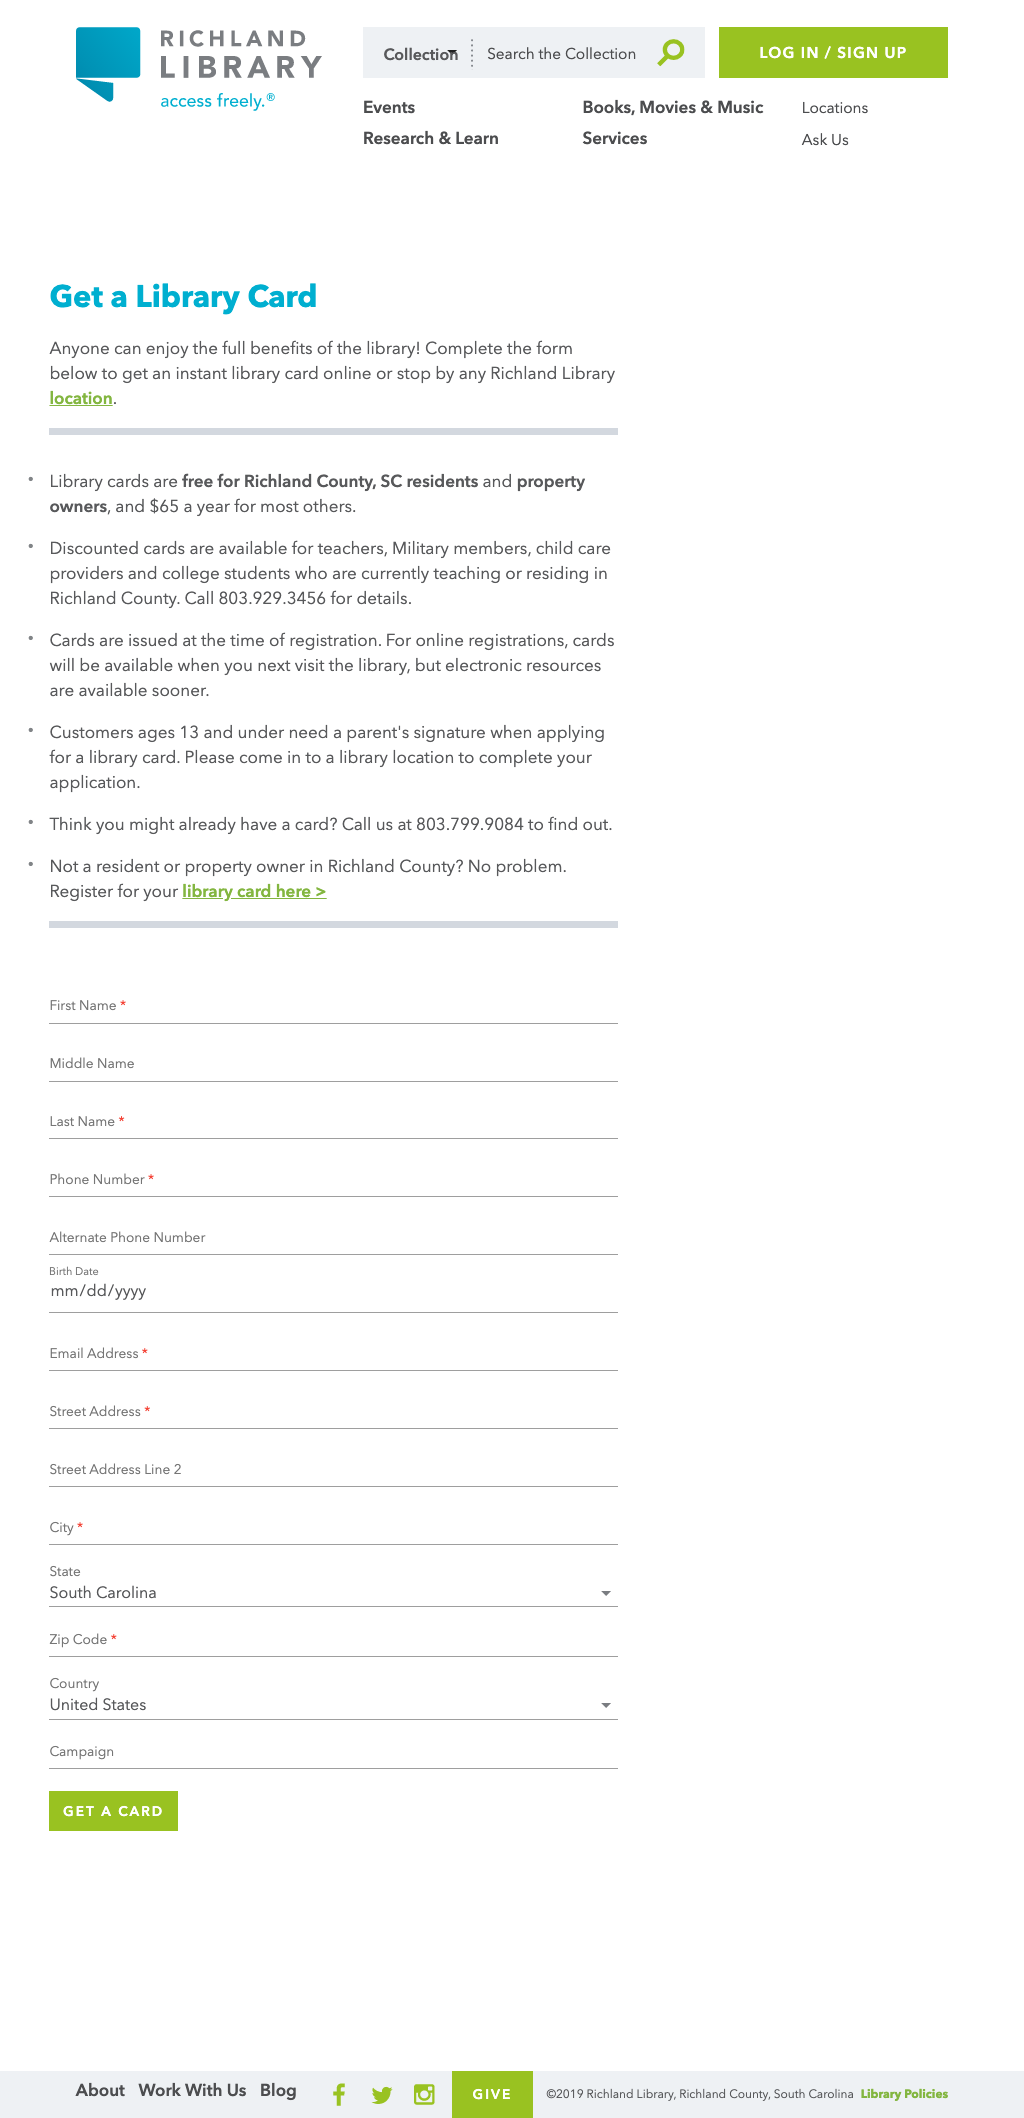 RICHLAND
LIBRARY
access freely.®
Collection
Search the Collection
LOG IN / SIGN UP
Events
Books, Movies & Music
Locations
Research & Learn
Services
Ask Us
Get a Library Card
Anyone can enjoy the full benefits of the library! Complete the form
below to get an instant library card online or stop by any Richland Library
location.
• Library cards are free for Richland County, SC residents and property
owners, and $65 a year for most others.
• Discounted cards are available for teachers, Military members, child care
providers and college students who are currently teaching or residing in
Richland County. Call 803.929.3456 for details.
• Cards are issued at the time of registration. For online registrations, cards
will be available when you next visit the library, but electronic resources
are available sooner.
• Customers ages 13 and under need a parent's signature when applying
for a library card. Please come in to a library location to complete your
application.
• Think you might already have a card? Call us at 803.799.9084 to find out.
• Not a resident or property owner in Richland County? No problem.
Register for your library card here >
First Name *
Middle Name
Last Name *
Phone Number *
Alternate Phone Number
Birth Date
mm/dd/yyyy
Email Address *
Street Address *
Street Address Line 2
City *
State
South Carolina
Zip Code *
Country
United States
Campaign
GET A CARD
About Work With Us Blog
GIVE
©2019 Richland Library, Richland County, South Carolina Library Policies